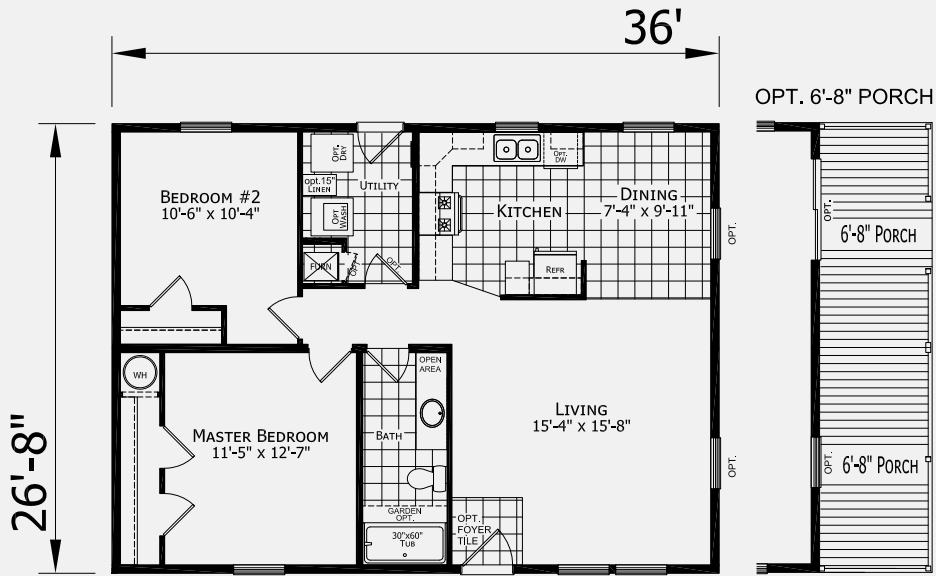 36'
OPT. 6'-8" PORCH
26'-8"
BEDROOM #2
10'-6" x 10'-4"
OPT.
DRY
opt.15"
LINEN
OPT
WASH
UTILITY
FURN
OPT
OPT
OPT.
DW
KITCHEN
DINING
7'-4" x 9'-11"
REFR
OPT.
OPT.
6'-8" PORCH
WH
MASTER BEDROOM
11'-5" x 12'-7"
OPEN
AREA
BATH
GARDEN
OPT.
30"x60"
TUB
LIVING
15'-4" x 15'-8"
OPT.
FOYER
TILE
OPT.
OPT.
6'-8" PORCH